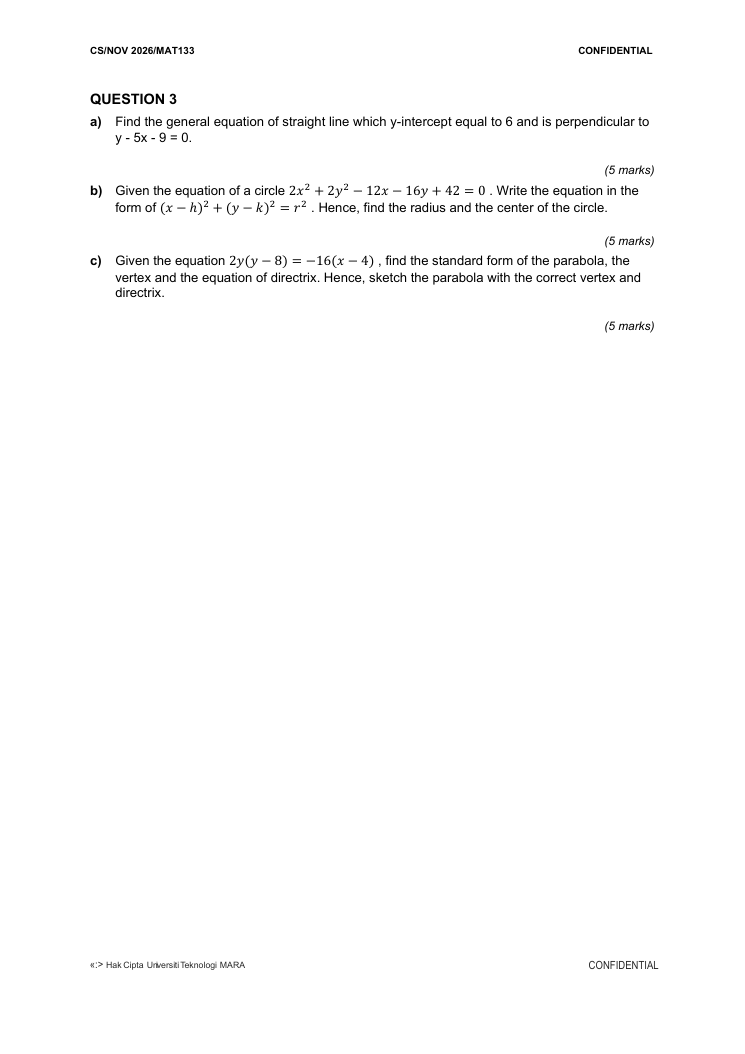 CS/NOV 2026/MAT133 CONFIDENTIAL
QUESTION 3
a) Find the general equation of straight line which y-intercept equal to 6 and is perpendicular to
y - 5x - 9 = 0.
(5 marks)
b) Given the equation of a circle 2x² + 2y² − 12x − 16y + 42 = 0 . Write the equation in the
form of (x − h)² + (y − k)² = r² . Hence, find the radius and the center of the circle.
(5 marks)
c) Given the equation 2y(y − 8) = −16(x − 4) , find the standard form of the parabola, the
vertex and the equation of directrix. Hence, sketch the parabola with the correct vertex and
directrix.
(5 marks)
«:> Hak Cipta Universiti Teknologi MARA CONFIDENTIAL